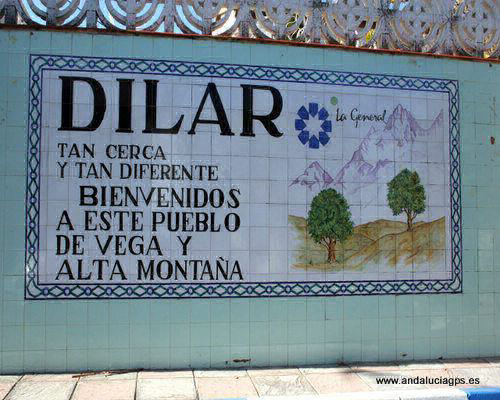 DILAR
La General
TAN CERCA
Y TAN DIFERENTE
BIENVENIDOS
A ESTE PUEBLO
DE VEGA Y
ALTA MONTAÑA
www.andaluciagps.es